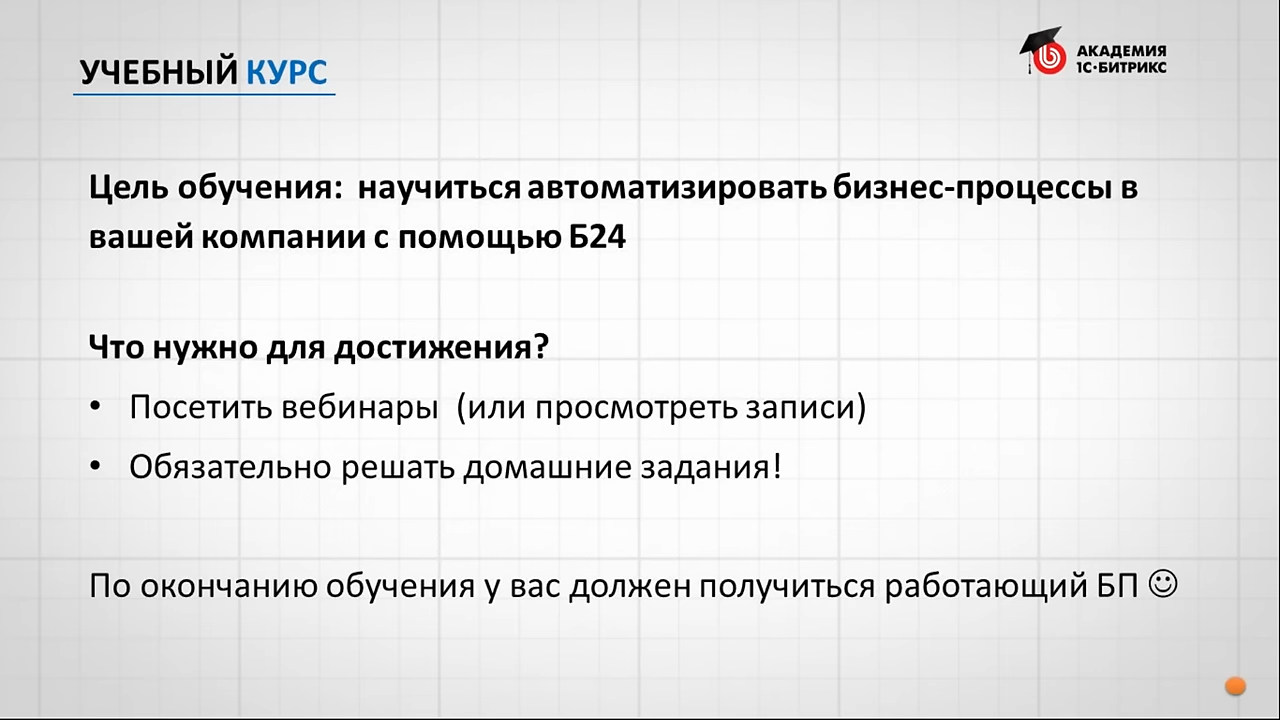 УЧЕБНЫЙ КУРС
АКАДЕМИЯ
1С·БИТРИКС
Цель обучения: научиться автоматизировать бизнес-процессы в
вашей компании с помощью Б24
Что нужно для достижения?
• Посетить вебинары (или просмотреть записи)
• Обязательно решать домашние задания!
По окончанию обучения у вас должен получиться работающий БП ☺